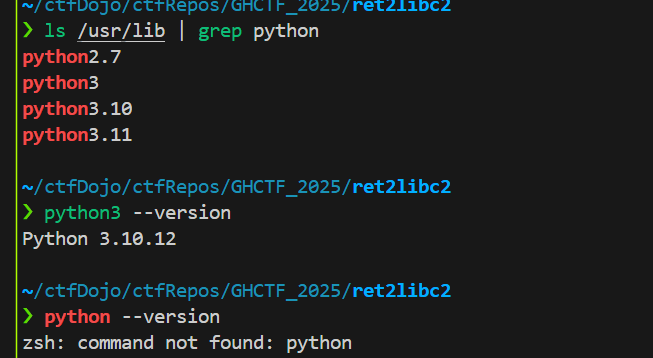 ~/ctfDojo/ctfRepos/GHCTF_2025/ret2libc2
❯ ls /usr/lib | grep python
python2.7
python3
python3.10
python3.11
~/ctfDojo/ctfRepos/GHCTF_2025/ret2libc2
❯ python3 --version
Python 3.10.12
~/ctfDojo/ctfRepos/GHCTF_2025/ret2libc2
❯ python --version
zsh: command not found: python